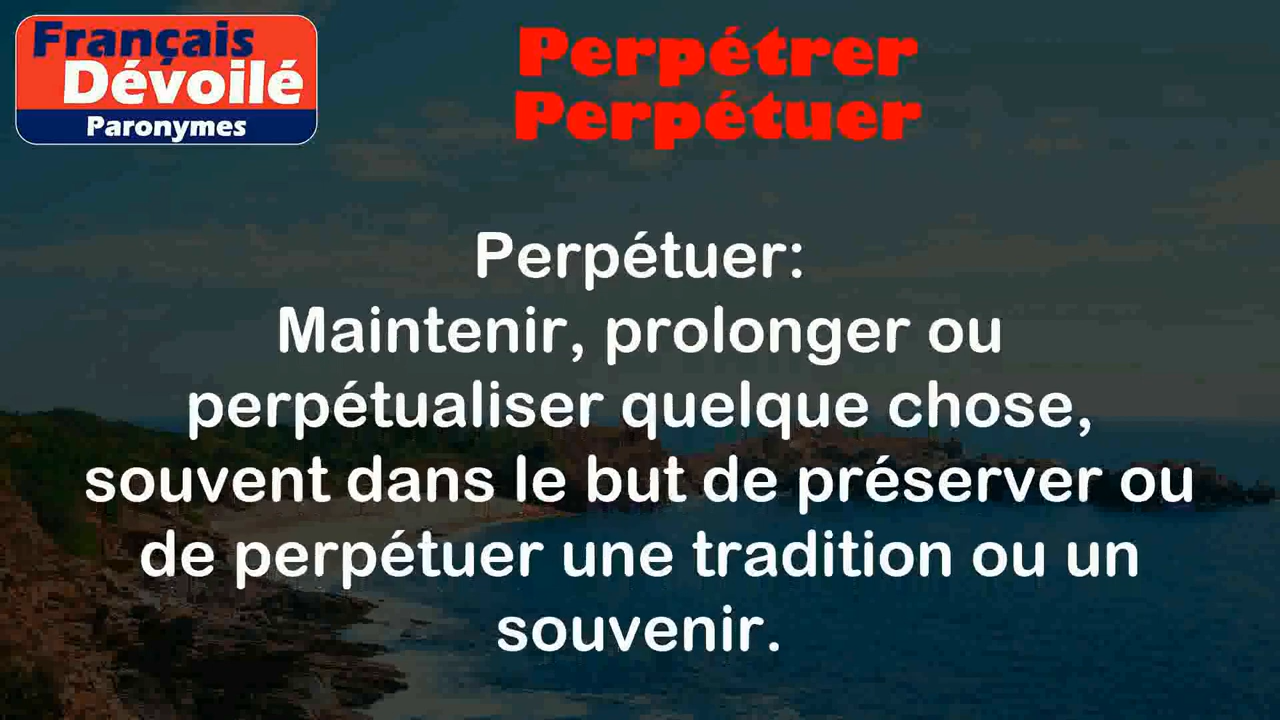 Français
Dévoilé
Paronymes
Perpétrer
Perpétuer
Perpétuer:
Maintenir, prolonger ou
perpétualiser quelque chose,
souvent dans le but de préserver ou
de perpétuer une tradition ou un
souvenir.